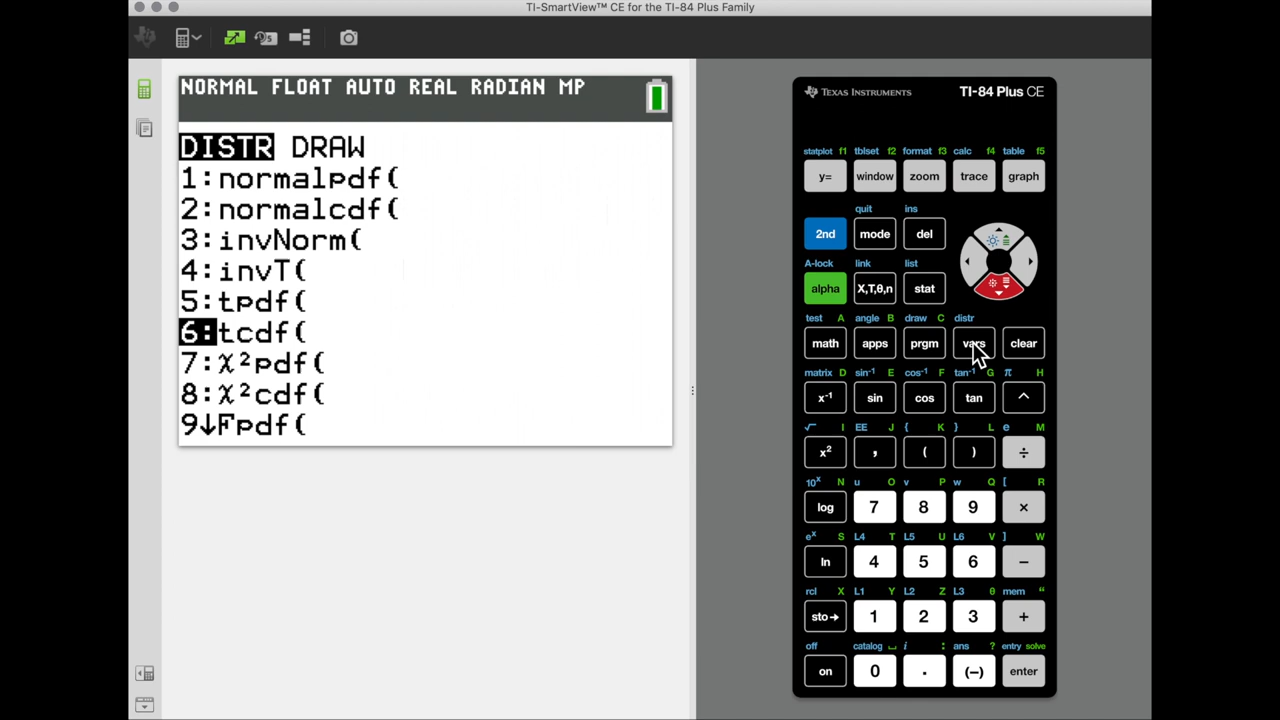 TI-SmartView™ CE for the TI-84 Plus Family
NORMAL FLOAT AUTO REAL RADIAN MP
DISTR DRAW
1:normalpdf(
2:normalcdf(
3:invNorm(
4:invT(
5:tpdf(
6:tcdf(
7:χ²pdf(
8:χ²cdf(
9↓Fpdf(
TEXAS INSTRUMENTS TI-84 Plus CE
statplot f1 tblset f2 format f3 calc f4 table f5
y= window zoom trace graph
quit ins
2nd mode del
A-lock link list
alpha X,T,θ,n stat
test A angle B draw C distr
math apps prgm vars clear
matrix D sin⁻¹ E cos⁻¹ F tan⁻¹ G π H
x⁻¹ sin cos tan ^
√ I EE J { K } L e M
x² , ( ) ÷
10ˣ N u O v P w Q [ R
log 7 8 9 ×
eˣ S L4 T L5 U L6 V ] W
ln 4 5 6 −
rcl X L1 Y L2 Z L3 θ mem “
sto→ 1 2 3 +
off catalog ⎵ i : ans ? entry solve
on 0 . (−) enter